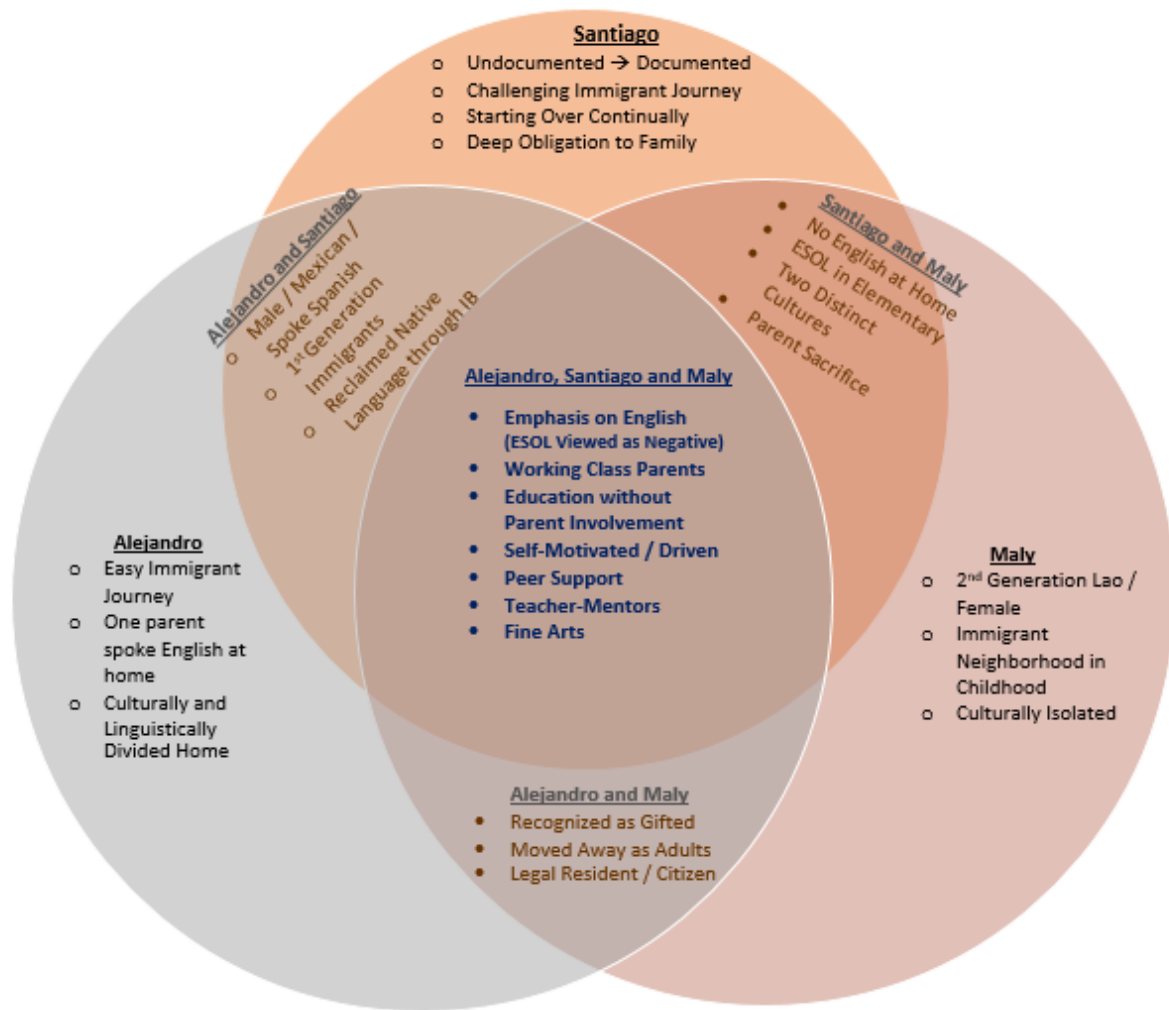 Santiago
o Undocumented → Documented
o Challenging Immigrant Journey
o Starting Over Continually
o Deep Obligation to Family
Alejandro and Santiago
o Male / Mexican /
Spoke Spanish
o 1st Generation
Immigrants
o Reclaimed Native
Language through IB
Santiago and Maly
• No English at Home
• ESOL in Elementary
• Two Distinct
Cultures
• Parent Sacrifice
Alejandro, Santiago and Maly
• Emphasis on English
(ESOL Viewed as Negative)
• Working Class Parents
• Education without
Parent Involvement
• Self-Motivated / Driven
• Peer Support
• Teacher-Mentors
• Fine Arts
Alejandro
o Easy Immigrant
Journey
o One parent
spoke English at
home
o Culturally and
Linguistically
Divided Home
Maly
o 2nd Generation Lao /
Female
o Immigrant
Neighborhood in
Childhood
o Culturally Isolated
Alejandro and Maly
• Recognized as Gifted
• Moved Away as Adults
• Legal Resident / Citizen